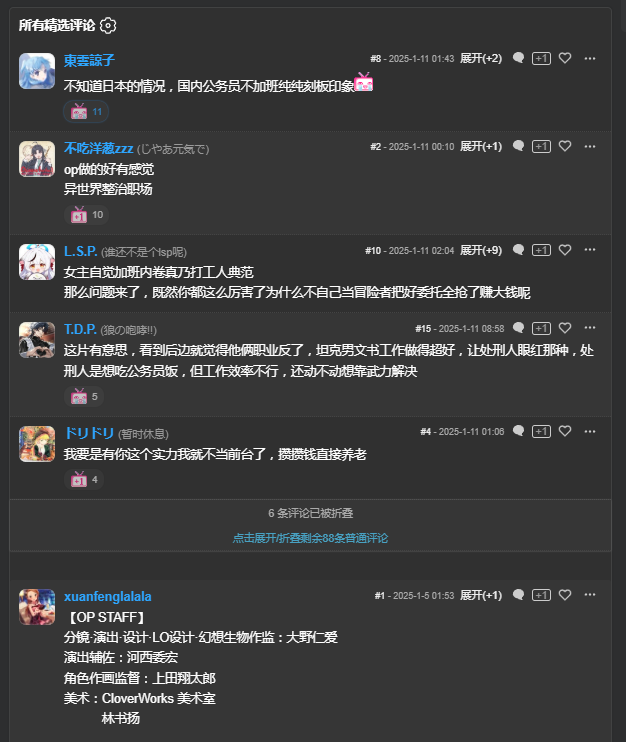 所有精选评论
東雲諒子
#8 - 2025-1-11 01:43 展开(+2) +1 ...
不知道日本的情况，国内公务员不加班纯纯刻板印象
11
不吃洋葱zzz (じやあ元気で)
#2 - 2025-1-11 00:10 展开(+1) +1 ...
op做的好有感觉
异世界整治职场
+1 10
L.S.P. (谁还不是个lsp呢)
#10 - 2025-1-11 02:04 展开(+9) +1 ...
女主自觉加班内卷真乃打工人典范
那么问题来了，既然你都这么厉害了为什么不自己当冒险者把好委托全抢了赚大钱呢
T.D.P. (狼の咆哮!!)
#15 - 2025-1-11 08:58 +1 ...
这片有意思，看到后边就觉得他俩职业反了，坦克男文书工作做得超好，让处刑人眼红那种，处
刑人是想吃公务员饭，但工作效率不行，还动不动想靠武力解决
5
ドリドリ (暂时休息)
#4 - 2025-1-11 01:06 +1 ...
我要是有你这个实力我就不当前台了，攒攒钱直接养老
+1 4
6 条评论已被折叠
点击展开/折叠剩余88条普通评论
xuanfenglalala
#1 - 2025-1-5 01:53 展开(+1) +1 ...
【OP STAFF】
分镜·演出·设计·LO设计·幻想生物作监：大野仁爱
演出辅佐：河西委宏
角色作画监督：上田翔太郎
美术：CloverWorks 美术室
林书扬